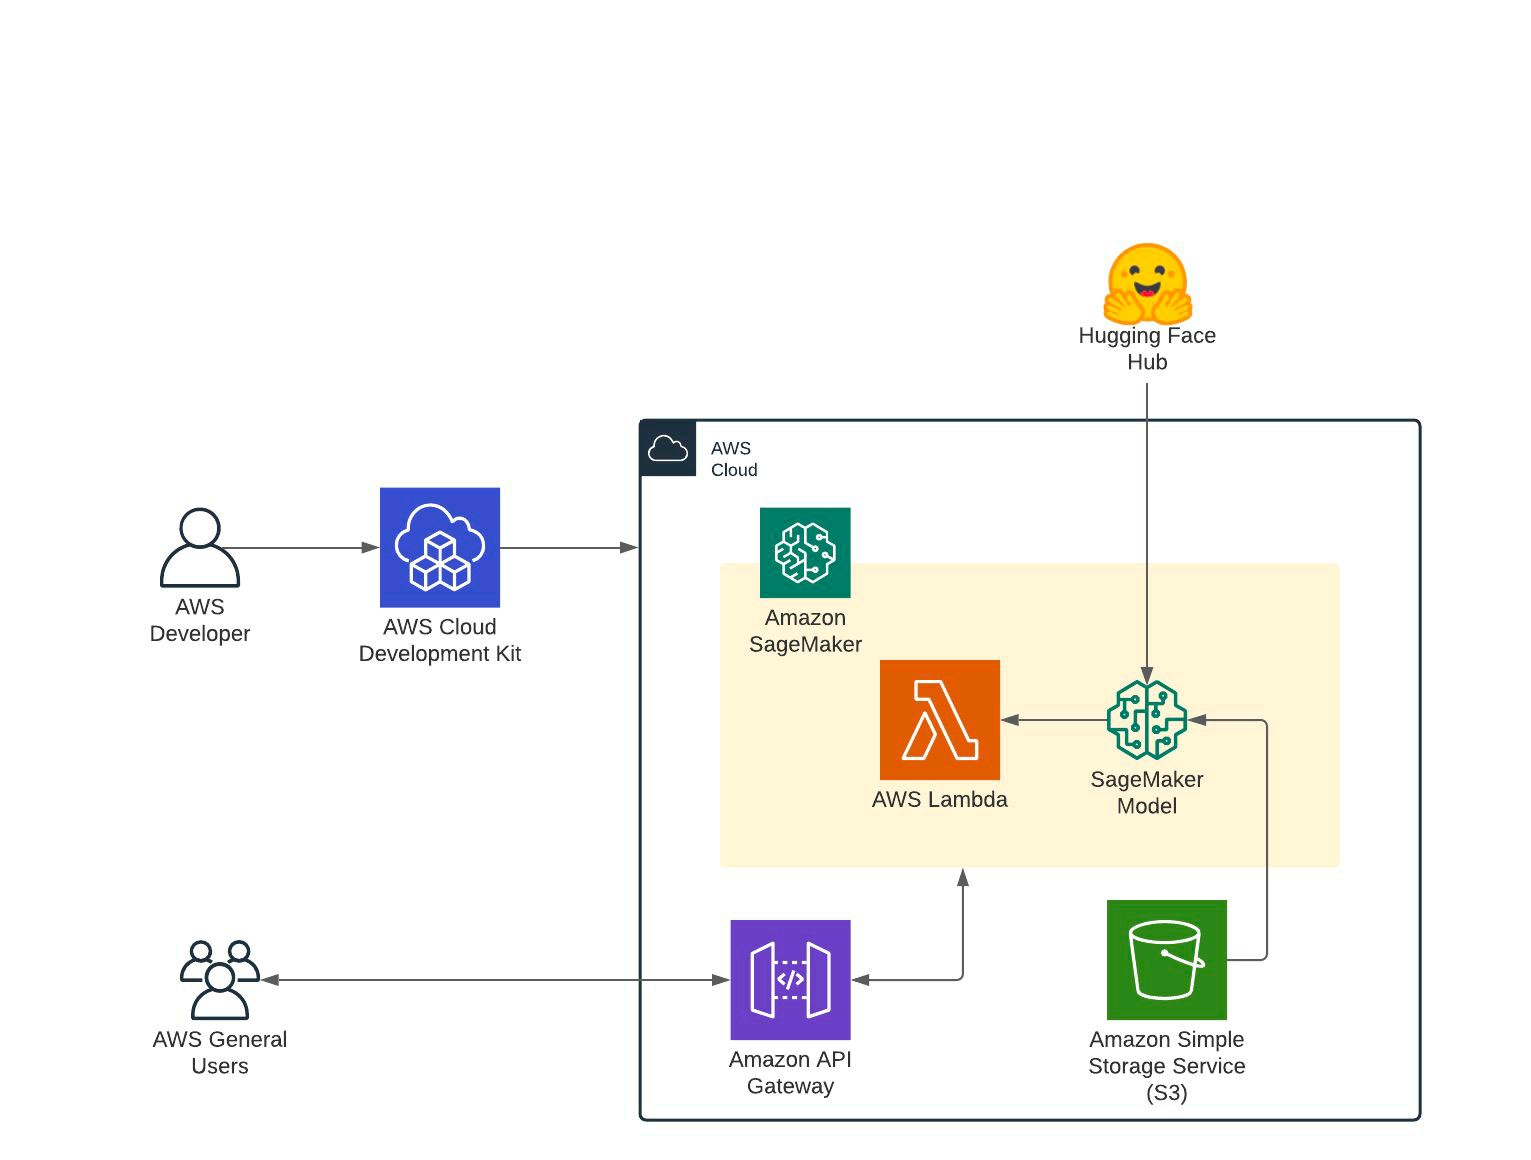 Hugging Face
Hub
AWS
Cloud
AWS
Developer
AWS Cloud
Development Kit
Amazon
SageMaker
AWS Lambda
SageMaker
Model
</>
AWS General
Users
Amazon API
Gateway
Amazon Simple
Storage Service
(S3)